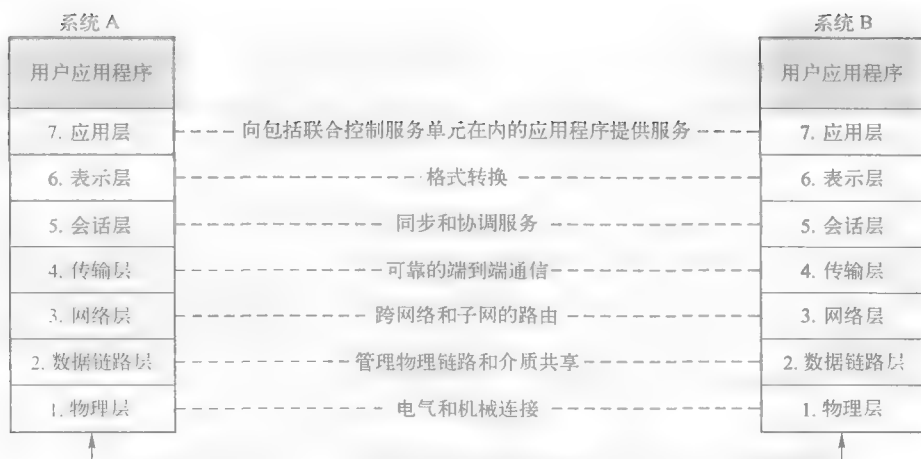 系统 A 系统 B
用户应用程序 用户应用程序
7. 应用层 向包括联合控制服务单元在内的应用程序提供服务 7. 应用层
6. 表示层 格式转换 6. 表示层
5. 会话层 同步和协调服务 5. 会话层
4. 传输层 可靠的端到端通信 4. 传输层
3. 网络层 跨网络和子网的路由 3. 网络层
2. 数据链路层 管理物理链路和介质共享 2. 数据链路层
1. 物理层 电气和机械连接 1. 物理层